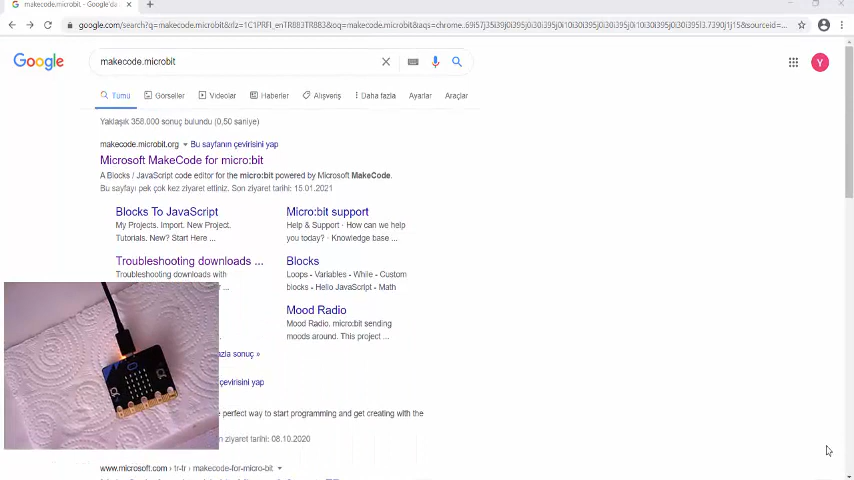 makecode.microbit - Google'da
google.com/search?q=makecode.microbit&rlz=1C1PRFI_enTR883TR883&oq=makecode.microbit&aqs=chrome
Google
makecode.microbit
Y
Tümü
Görseller
Videolar
Haberler
Alışveriş
Daha fazla
Ayarlar
Araçlar
Yaklaşık 358.000 sonuç bulundu (0,50 saniye)
makecode.microbit.org
Bu sayfanın çevirisini yap
Microsoft MakeCode for micro:bit
A Blocks / JavaScript code editor for the micro:bit powered by Microsoft MakeCode.
Bu sayfayı pek çok kez ziyaret ettiniz. Son ziyaret tarihi: 15.01.2021
Blocks To JavaScript
My Projects. Import. New Project.
Tutorials. New? Start Here ...
Micro:bit support
Help & Support · How can we help
you today? · Knowledge base ...
Troubleshooting downloads ...
Troubleshooting downloads with
Blocks
Loops - Variables - While - Custom
blocks - Hello JavaScript - Math
Mood Radio
Mood Radio. micro:bit sending
moods around. This project ...
sonuç »
çevirisini yap
perfect way to start programming and get creating with the
ziyaret tarihi: 08.10.2020
www.microsoft.com › tr-tr › makecode-for-micro-bit